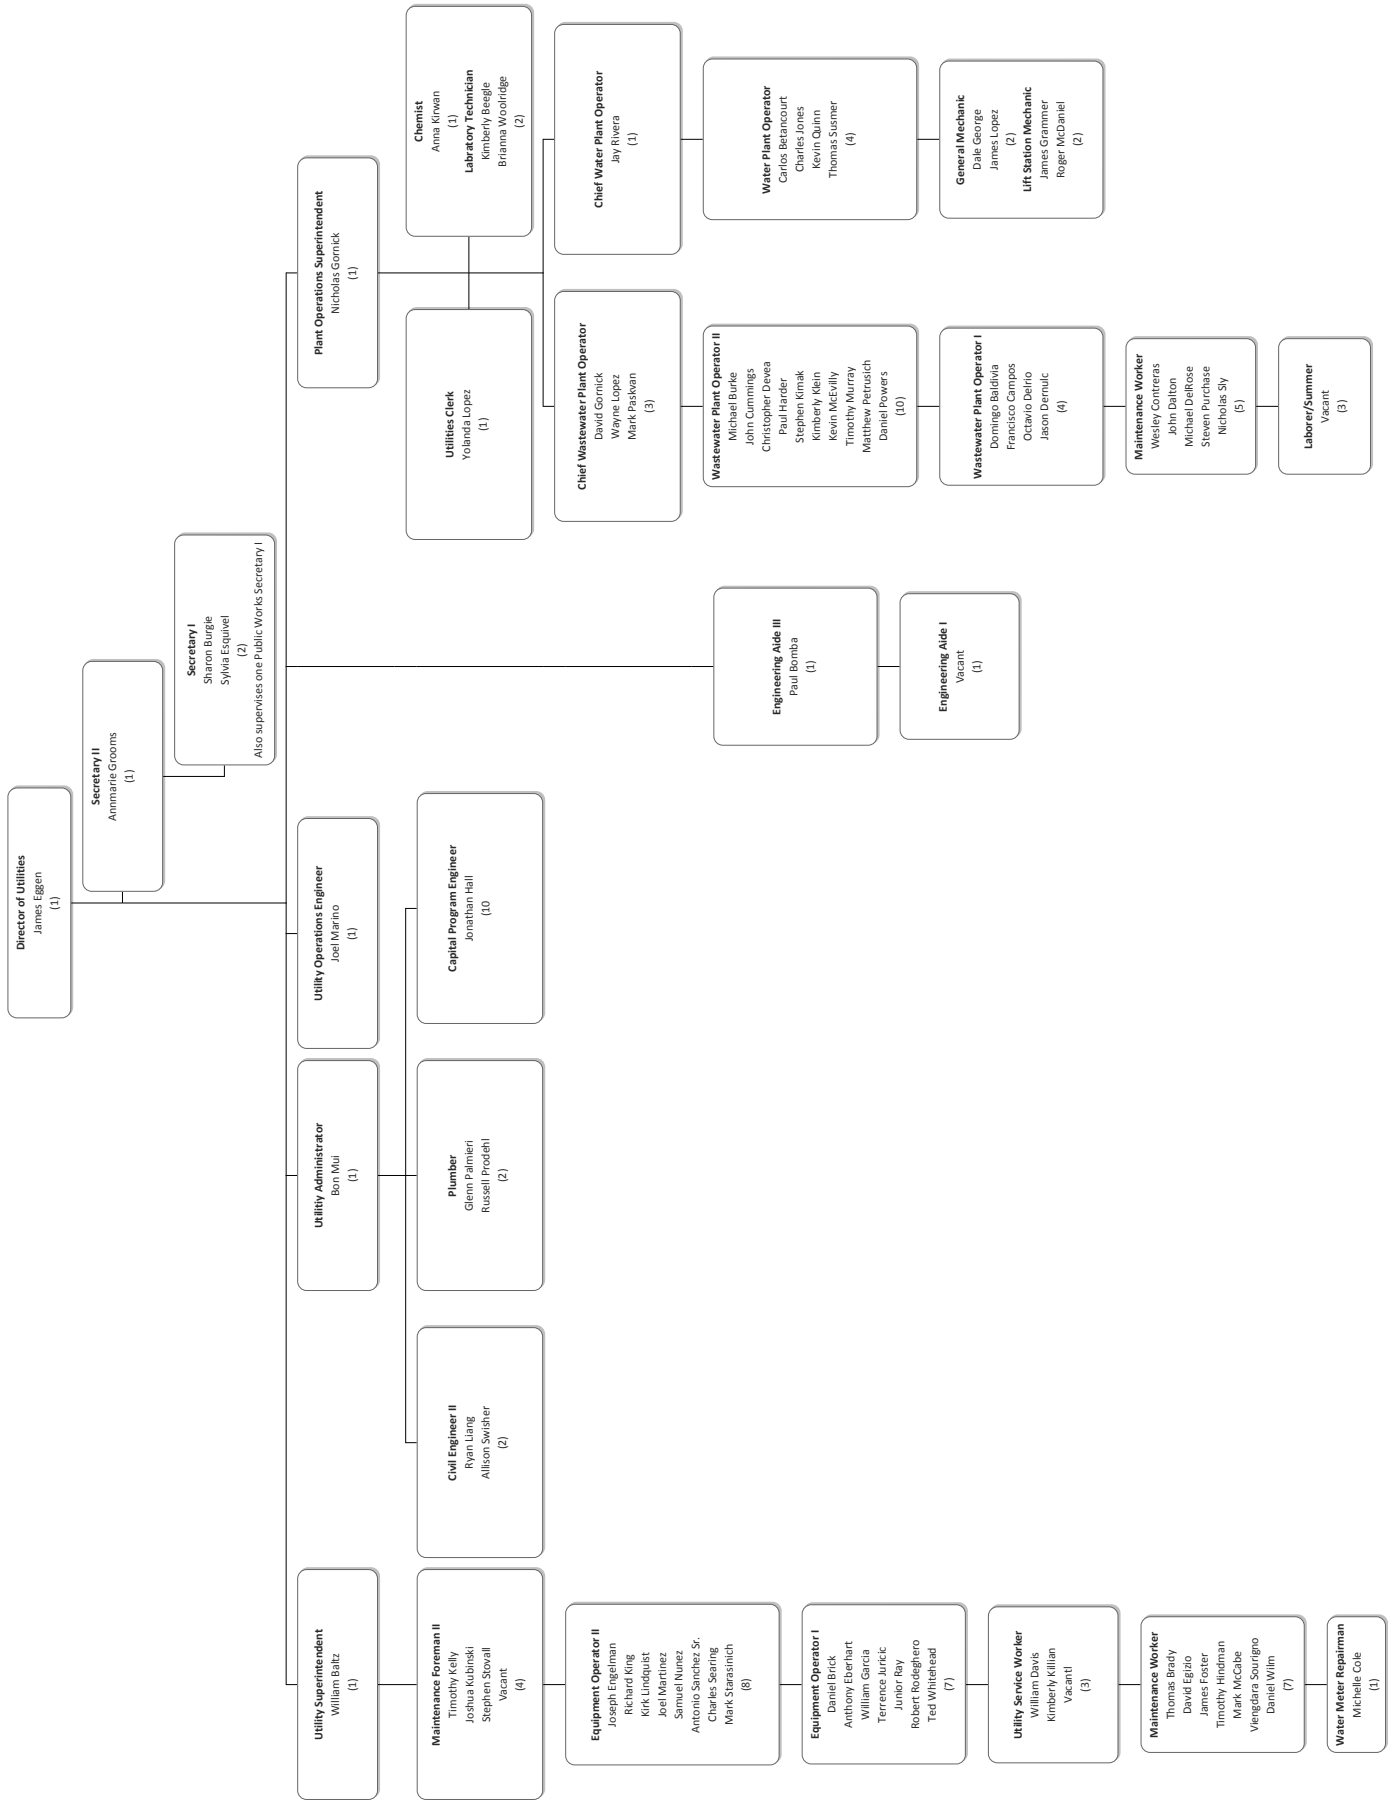 Director of Utilities
James Eggen
(1)
Secretary II
Annmarie Grooms
(1)
Secretary I
Sharon Burgie
Sylvia Esquivel
(2)
Also supervises one Public Works Secretary I
Utility Superintendent
William Baltz
(1)
Utilitiy Administrator
Bon Mui
(1)
Utility Operations Engineer
Joel Marino
(1)
Plant Operations Superintendent
Nicholas Gornick
(1)
Maintenance Foreman II
Timothy Kelly
Joshua Kubinski
Stephen Stovall
Vacant
(4)
Civil Engineer II
Ryan Liang
Allison Swisher
(2)
Plumber
Glenn Palmieri
Russell Prodehl
(2)
Capital Program Engineer
Jonathan Hall
(10
Utilities Clerk
Yolanda Lopez
(1)
Chemist
Anna Kirwan
(1)
Labratory Technician
Kimberly Beegle
Brianna Woolridge
(2)
Chief Wastewater Plant Operator
David Gornick
Wayne Lopez
Mark Paskvan
(3)
Chief Water Plant Operator
Jay Rivera
(1)
Equipment Operator II
Joseph Engelman
Richard King
Kirk Lindquist
Joel Martinez
Samuel Nunez
Antonio Sanchez Sr.
Charles Searing
Mark Starasinich
(8)
Engineering Aide III
Paul Bomba
(1)
Wastewater Plant Operator II
Michael Burke
John Cummings
Christopher Devea
Paul Harder
Stephen Kimak
Kimberly Klein
Kevin McEvilly
Timothy Murray
Matthew Petrusich
Daniel Powers
(10)
Water Plant Operator
Carlos Betancourt
Charles Jones
Kevin Quinn
Thomas Susmer
(4)
Equipment Operator I
Daniel Brick
Anthony Eberhart
William Garcia
Terrence Juricic
Junior Ray
Robert Rodeghero
Ted Whitehead
(7)
Engineering Aide I
Vacant
(1)
Wastewater Plant Operator I
Domingo Baldivia
Francisco Campos
Octavio Delrio
Jason Dernulc
(4)
General Mechanic
Dale George
James Lopez
(2)
Lift Station Mechanic
James Grammer
Roger McDaniel
(2)
Utility Service Worker
William Davis
Kimberly Killian
Vacantl
(3)
Maintenance Worker
Wesley Contreras
John Dalton
Michael DelRose
Steven Purchase
Nicholas Sly
(5)
Maintenance Worker
Thomas Brady
David Egizio
James Foster
Timothy Hindman
Mark McCabe
Viengdara Sourigno
Daniel Wilm
(7)
Laborer/Summer
Vacant
(3)
Water Meter Repairman
Michelle Cole
(1)